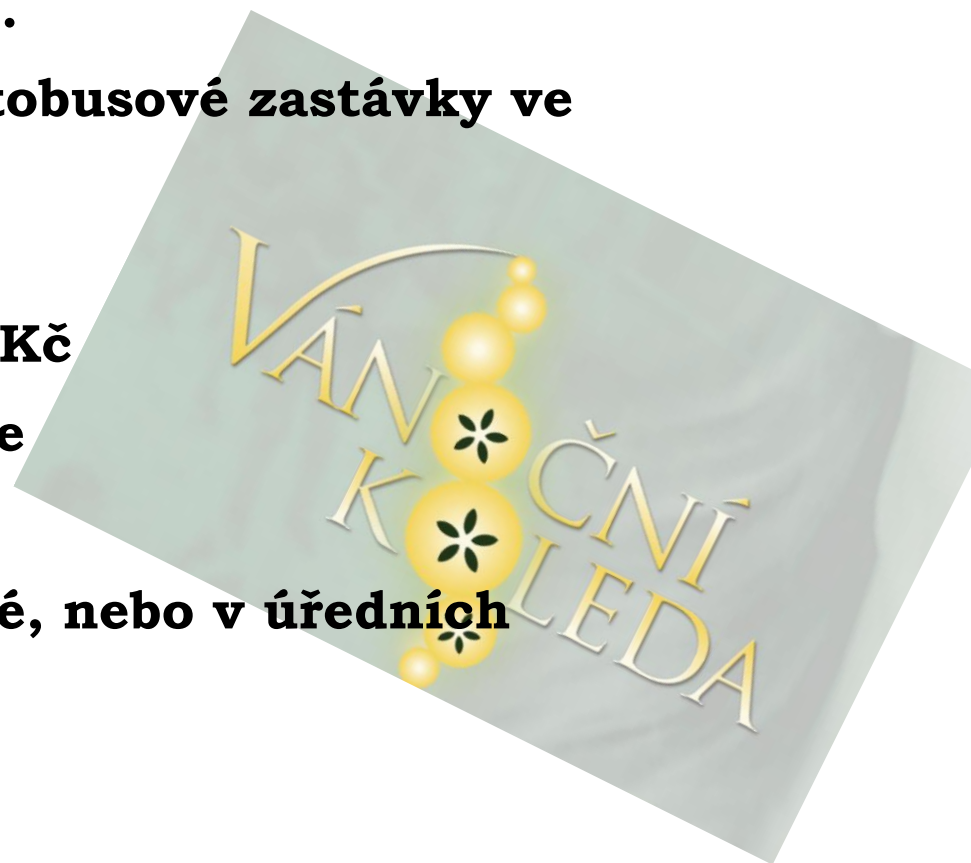 .
tobusové zastávky ve
Kč
e
é, nebo v úředních
VÁNOČNÍ
KOLEDA